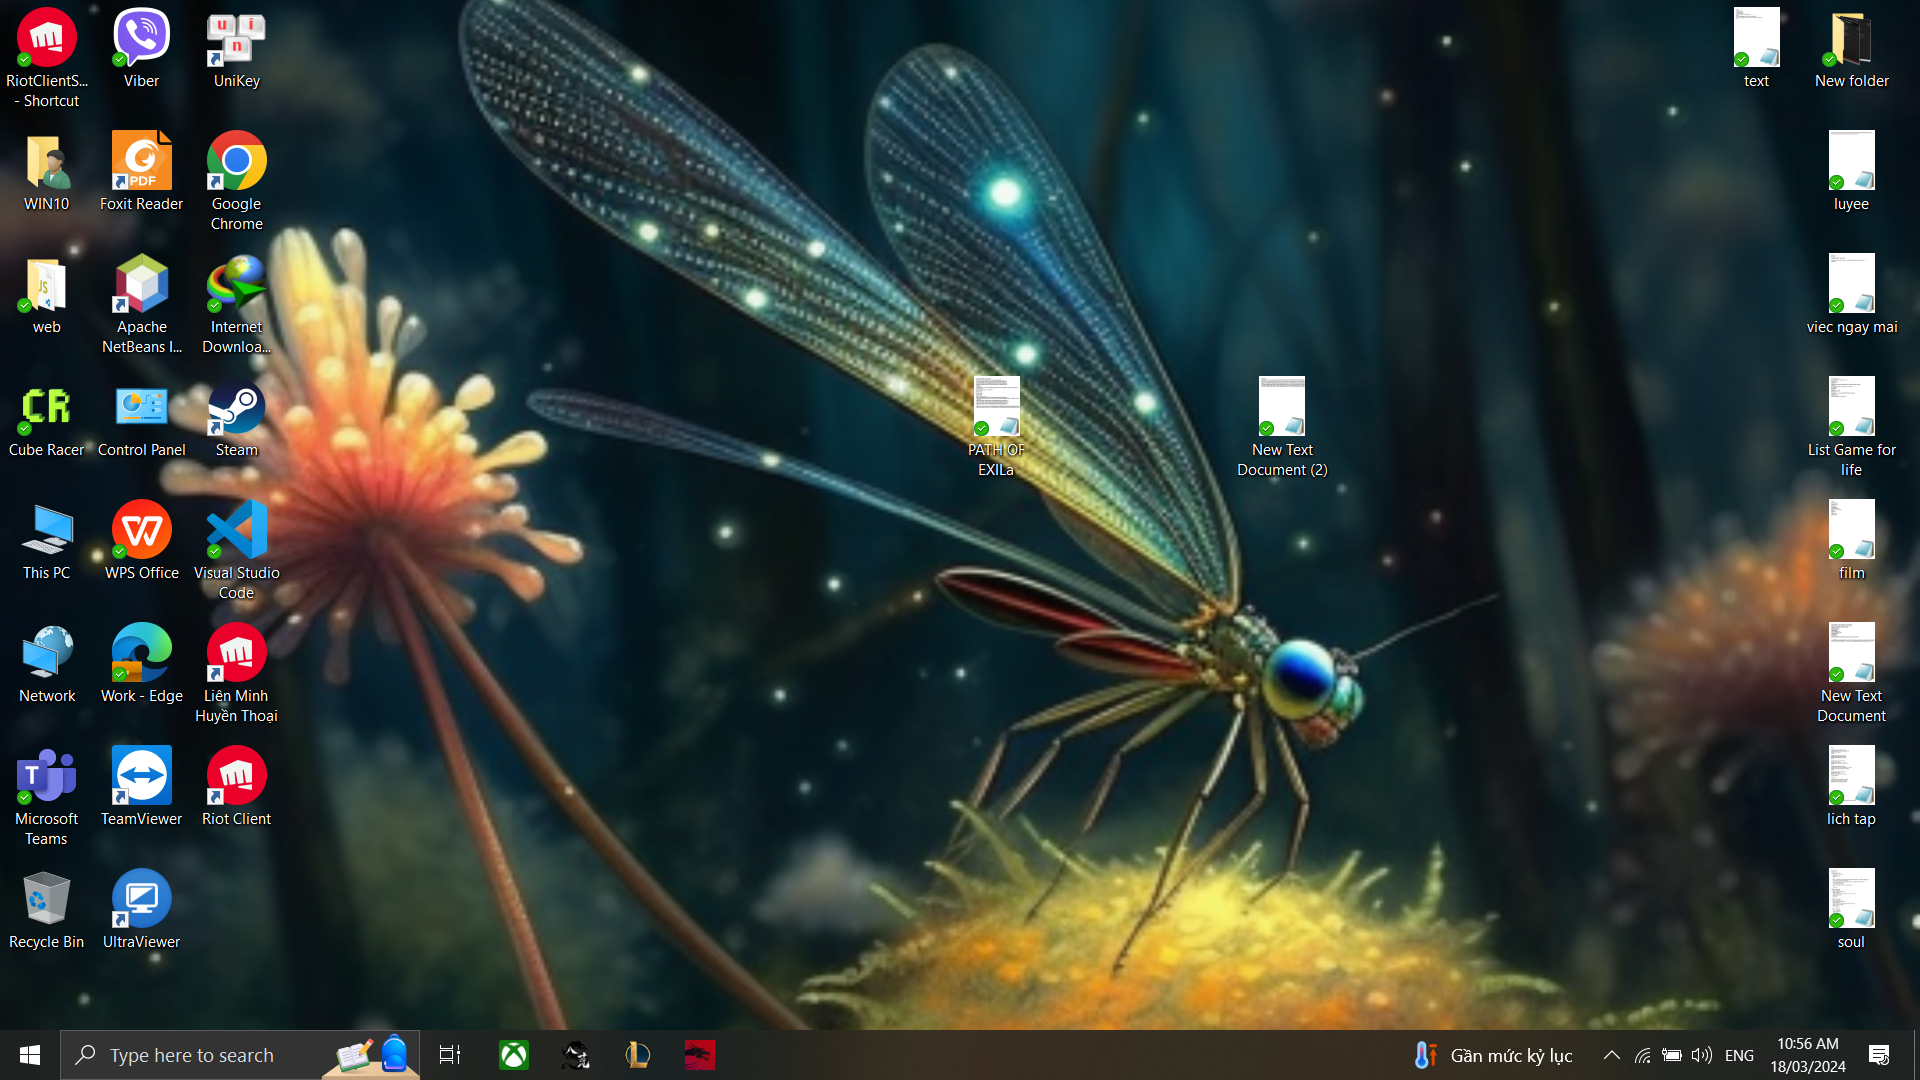 RiotClientS...
- Shortcut
Viber
UniKey
WIN10
PDF
Foxit Reader
Google
Chrome
JS
web
Apache
NetBeans I...
Internet
Downloa...
CR
Cube Racer
Control Panel
Steam
This PC
W
WPS Office
Visual Studio
Code
Network
Work - Edge
Liên Minh
Huyền Thoại
T
Microsoft
Teams
TeamViewer
Riot Client
Recycle Bin
UltraViewer
u
i
n
PATH OF
EXILa
New Text
Document (2)
text
New folder
luyee
viec ngay mai
List Game for
life
film
New Text
Document
lich tap
soul
Type here to search
Gần mức kỷ lục
ENG
10:56 AM
18/03/2024